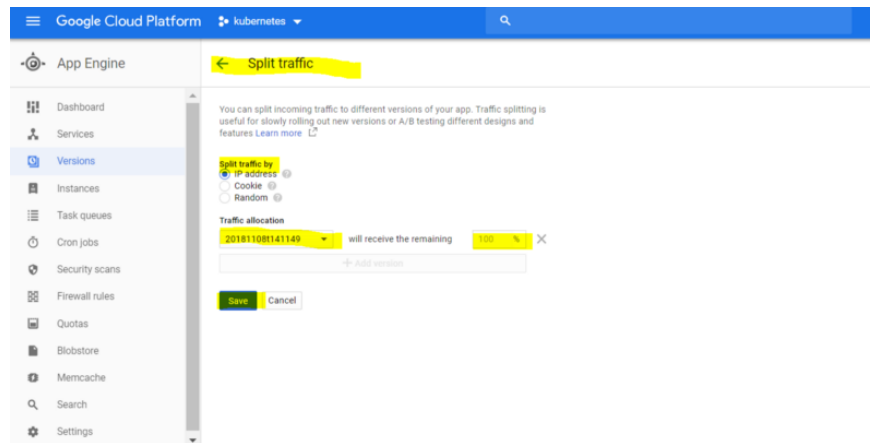 Google Cloud Platform kubernetes
App Engine
Split traffic
Dashboard
Services
Versions
Instances
Task queues
Cron jobs
Security scans
Firewall rules
Quotas
Blobstore
Memcache
Search
Settings
You can split incoming traffic to different versions of your app. Traffic splitting is
useful for slowly rolling out new versions or A/B testing different designs and
features Learn more
Split traffic by
IP address
Cookie
Random
Traffic allocation
20181108t141149 will receive the remaining 100 %
Add version
Save Cancel